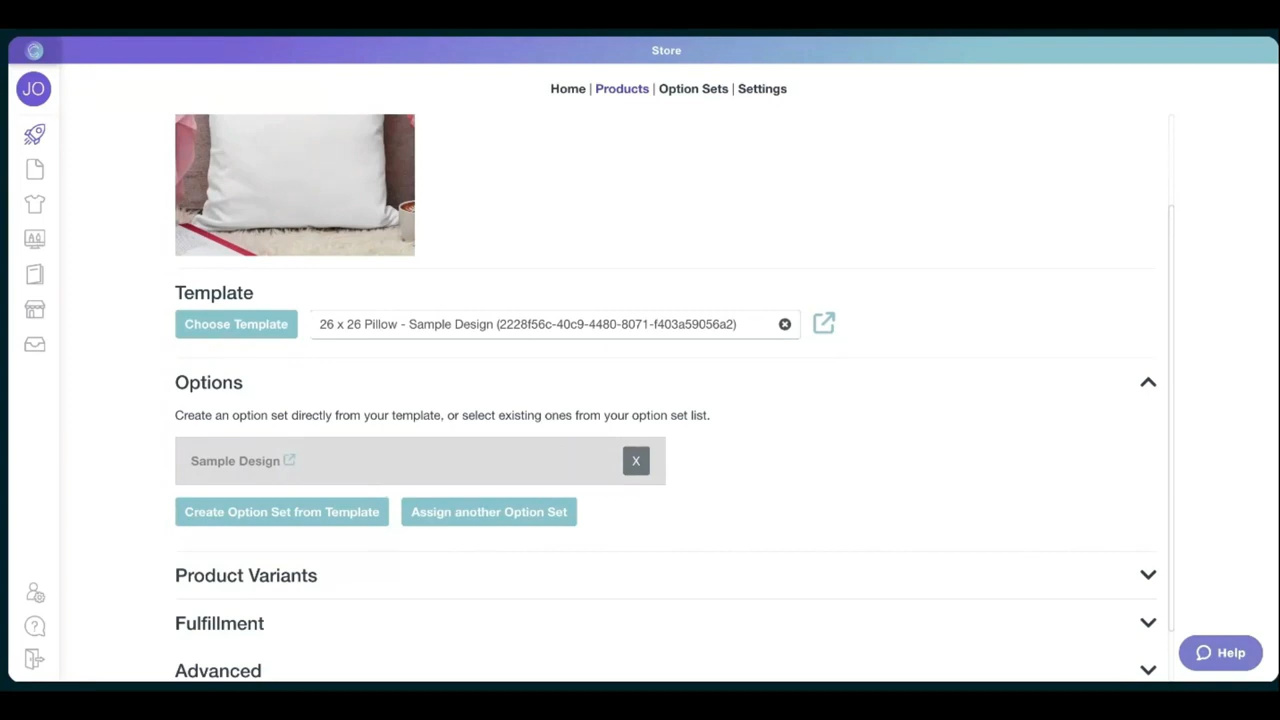 Store
JO
Home | Products | Option Sets | Settings
Template
Choose Template
26 x 26 Pillow - Sample Design (2228f56c-40c9-4480-8071-f403a59056a2)
Options
Create an option set directly from your template, or select existing ones from your option set list.
Sample Design
X
Create Option Set from Template
Assign another Option Set
Product Variants
Fulfillment
Advanced
Help